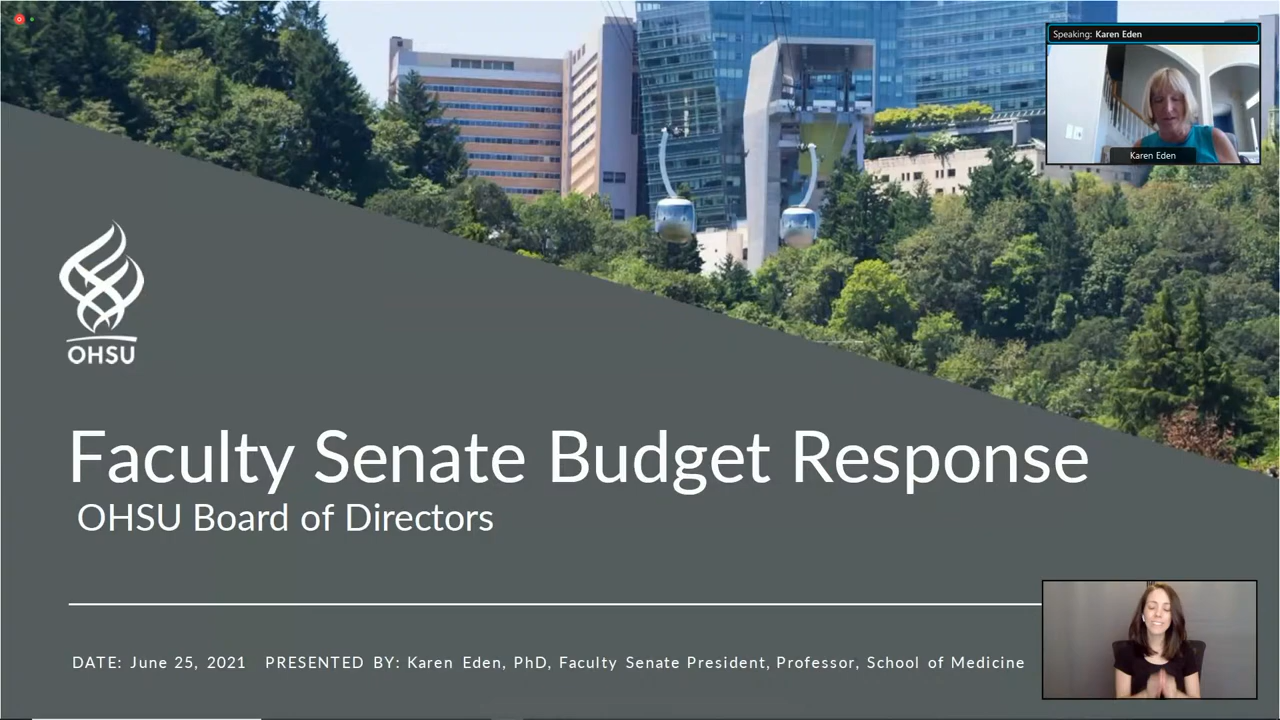 Speaking: Karen Eden
Karen Eden
OHSU
Faculty Senate Budget Response
OHSU Board of Directors
DATE: June 25, 2021 PRESENTED BY: Karen Eden, PhD, Faculty Senate President, Professor, School of Medicine